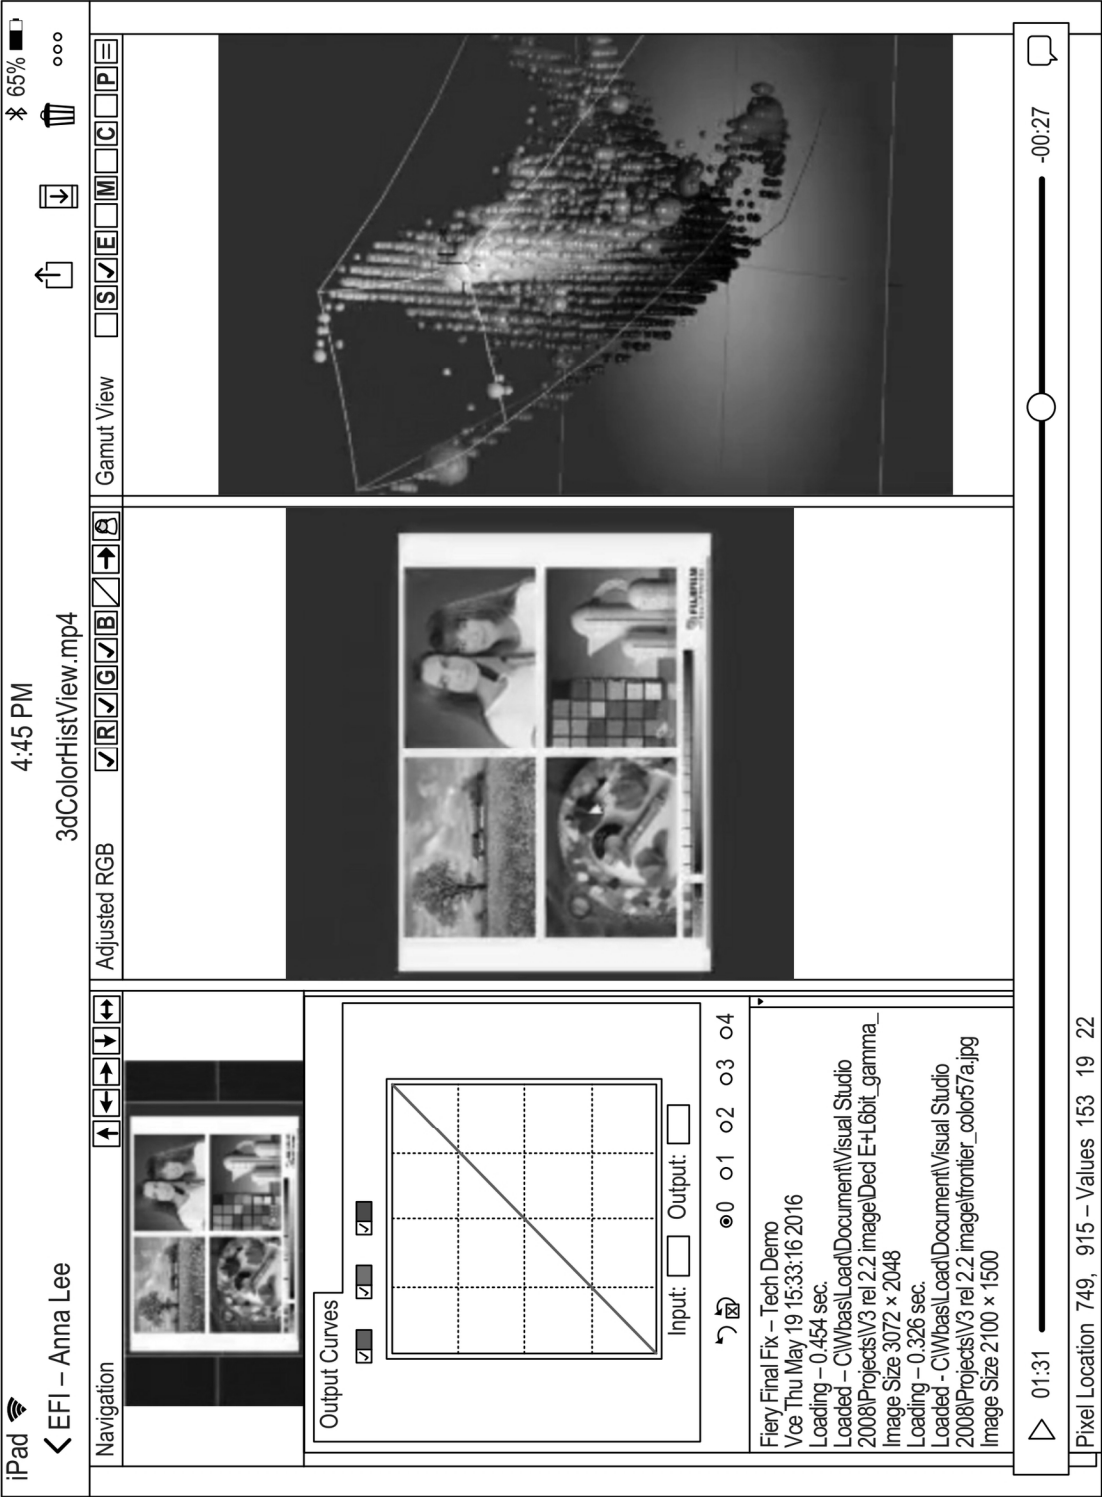 iPad 4:45 PM 65%
EFI – Anna Lee 3dColorHistView.mp4
Navigation
Adjusted RGB R G B
Gamut View S E M C P
Output Curves
Input: Output:
0 1 2 3 4
Fiery Final Fix – Tech Demo
Vce Thu May 19 15:33:16 2016
Loading – 0.454 sec.
Loaded – C\Wbas\Load\Document\Visual Studio
2008\Projects\V3 rel 2.2 image\Ded E+L6bit_gamma_
Image Size 3072 × 2048
Loading – 0.326 sec.
Loaded - C\Wbas\Load\Document\Visual Studio
2008\Projects\V3 rel 2.2 image\frontier_color57a.jpg
Image Size 2100 × 1500
FUJIFILM
01:31 -00:27
Pixel Location 749, 915 – Values 153 19 22